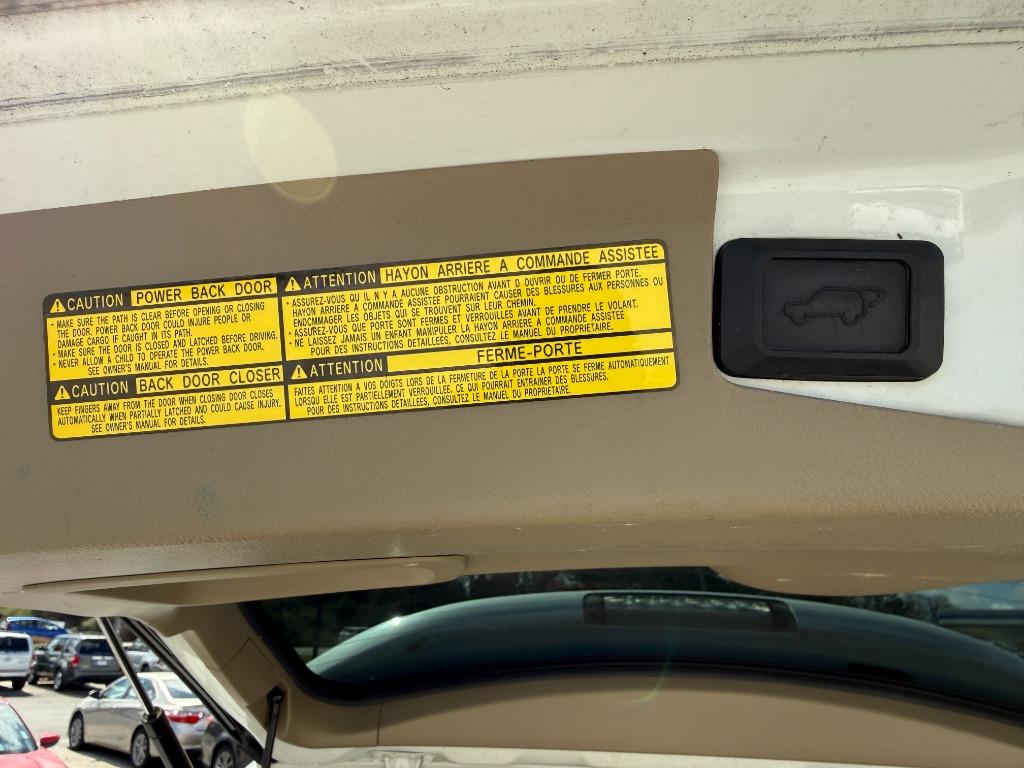 CAUTION POWER BACK DOOR
• MAKE SURE THE PATH IS CLEAR BEFORE OPENING OR CLOSING
THE DOOR. POWER BACK DOOR COULD INJURE PEOPLE OR
DAMAGE CARGO IF CAUGHT IN ITS PATH.
• MAKE SURE THE DOOR IS CLOSED AND LATCHED BEFORE DRIVING.
• NEVER ALLOW A CHILD TO OPERATE THE POWER BACK DOOR.
SEE OWNER'S MANUAL FOR DETAILS.
CAUTION BACK DOOR CLOSER
KEEP FINGERS AWAY FROM THE DOOR WHEN CLOSING DOOR CLOSES
AUTOMATICALLY WHEN PARTIALLY LATCHED AND COULD CAUSE INJURY.
SEE OWNER'S MANUAL FOR DETAILS.
ATTENTION HAYON ARRIERE A COMMANDE ASSISTEE
• ASSUREZ-VOUS QU IL N Y A AUCUNE OBSTRUCTION AVANT D OUVRIR OU DE FERMER PORTE.
HAYON ARRIERE A COMMANDE ASSISTEE POURRAIENT CAUSER DES BLESSURES AUX PERSONNES OU
ENDCMMAGER LES OBJETS QUI SE TROUVENT SUR LEUR CHEMIN.
• ASSUREZ-VOUS QUE PORTE SONT FERMES ET VERROUILLES AVANT DE PRENDRE LE VOLANT.
• NE LAISSEZ JAMAIS UN ENFANT MANIPULER LA HAYON ARRIERE A COMMANDE ASSISTEE
POUR DES INSTRUCTIONS DETAILLEES, CONSULTEZ LE MANUEL DU PROPRIETAIRE.
ATTENTION FERME-PORTE
FAITES ATTENTION A VOS DOIGTS LORS DE LA FERMETURE DE LA PORTE LA PORTE SE FERME AUTOMATIQUEMENT
LORSQU ELLE EST PARTIELLEMENT VERROUILLEE. CE QUI POURRAIT ENTRAINER DES BLESSURES.
POUR DES INSTRUCTIONS DETAILLEES, CONSULTEZ LE MANUEL DU PROPRIETAIRE.